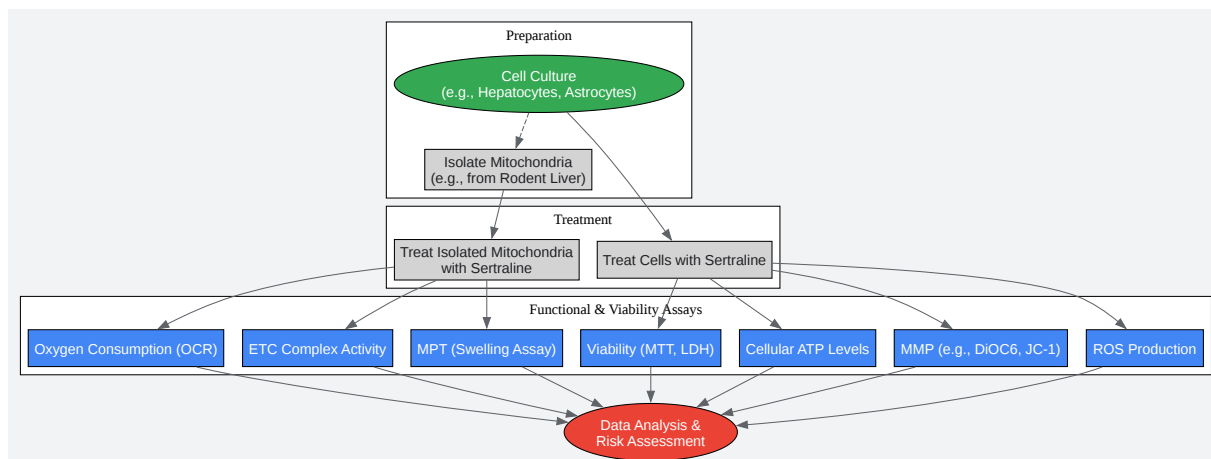 Preparation
Cell Culture
(e.g., Hepatocytes, Astrocytes)
Isolate Mitochondria
(e.g., from Rodent Liver)
Treatment
Treat Isolated Mitochondria
with Sertraline
Treat Cells with Sertraline
Functional & Viability Assays
Oxygen Consumption (OCR)
ETC Complex Activity
MPT (Swelling Assay)
Viability (MTT, LDH)
Cellular ATP Levels
MMP (e.g., DiOC6, JC-1)
ROS Production
Data Analysis &
Risk Assessment